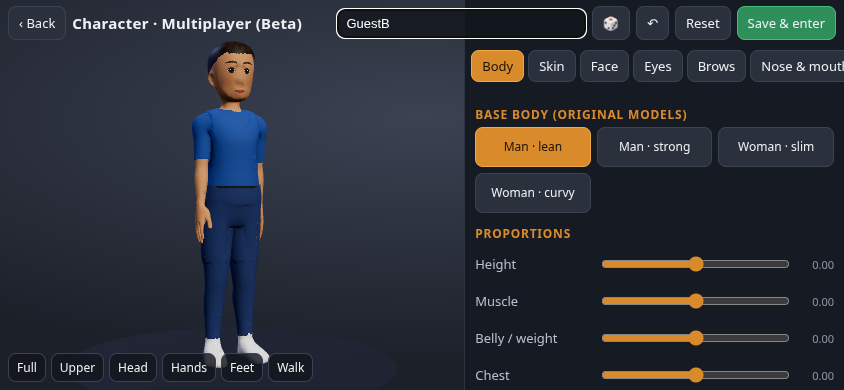 ‹ Back Character · Multiplayer (Beta) GuestB Reset Save & enter
Body Skin Face Eyes Brows Nose & mouth
BASE BODY (ORIGINAL MODELS)
Man · lean Man · strong Woman · slim
Woman · curvy
PROPORTIONS
Height 0.00
Muscle 0.00
Belly / weight 0.00
Chest 0.00
Full Upper Head Hands Feet Walk